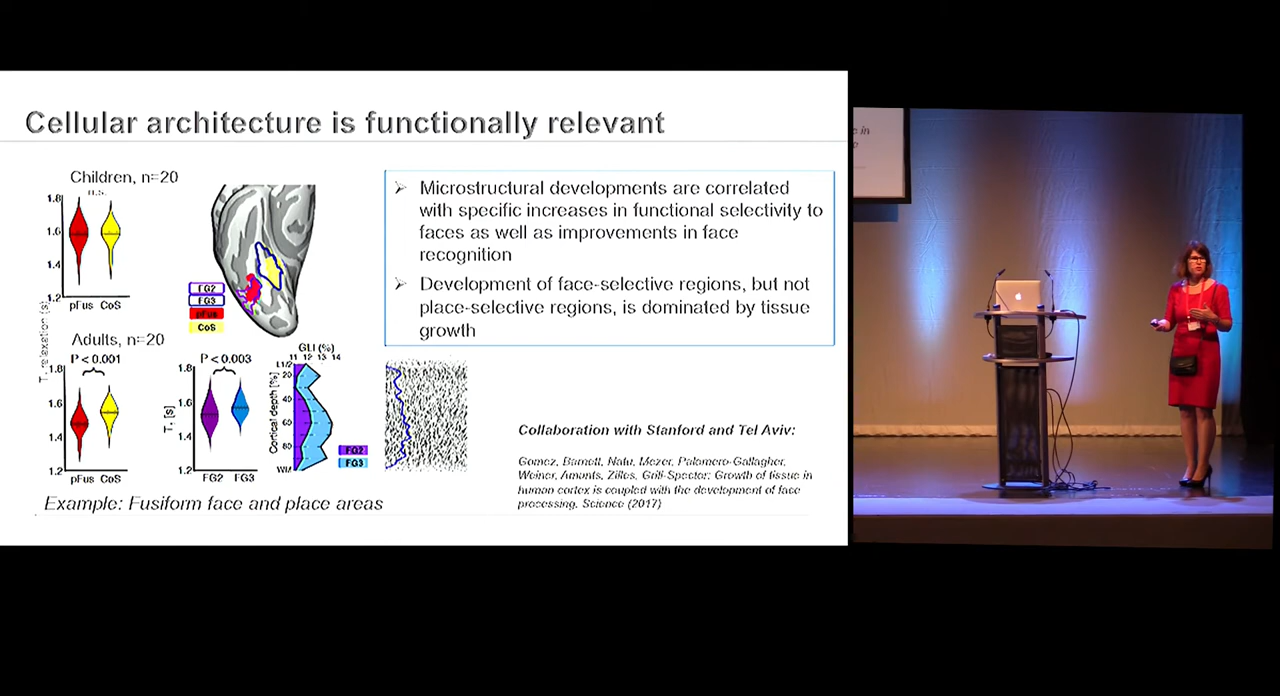 Cellular architecture is functionally relevant
Children, n=20
n.s.
1.8
1.6
1.4
1.2
pFus CoS
FG2
FG3
pFus
CoS
T₁ relaxation (s)
Adults, n=20
P < 0.001
1.8
1.6
1.4
1.2
pFus CoS
P < 0.003
1.8
1.6
1.4
1.2
T₁ [s]
FG2 FG3
GLI (%)
11 12 13 14
L1/2
20
40
60
80
WM
Cortical depth [%]
FG2
FG3
Example: Fusiform face and place areas
➢ Microstructural developments are correlated
with specific increases in functional selectivity to
faces as well as improvements in face
recognition
➢ Development of face-selective regions, but not
place-selective regions, is dominated by tissue
growth
Collaboration with Stanford and Tel Aviv:
Gomez, Barnett, Natu, Mezer, Palomero-Gallagher,
Weiner, Amunts, Zilles, Grill-Spector: Growth of tissue in
human cortex is coupled with the development of face
processing. Science (2017)
e in